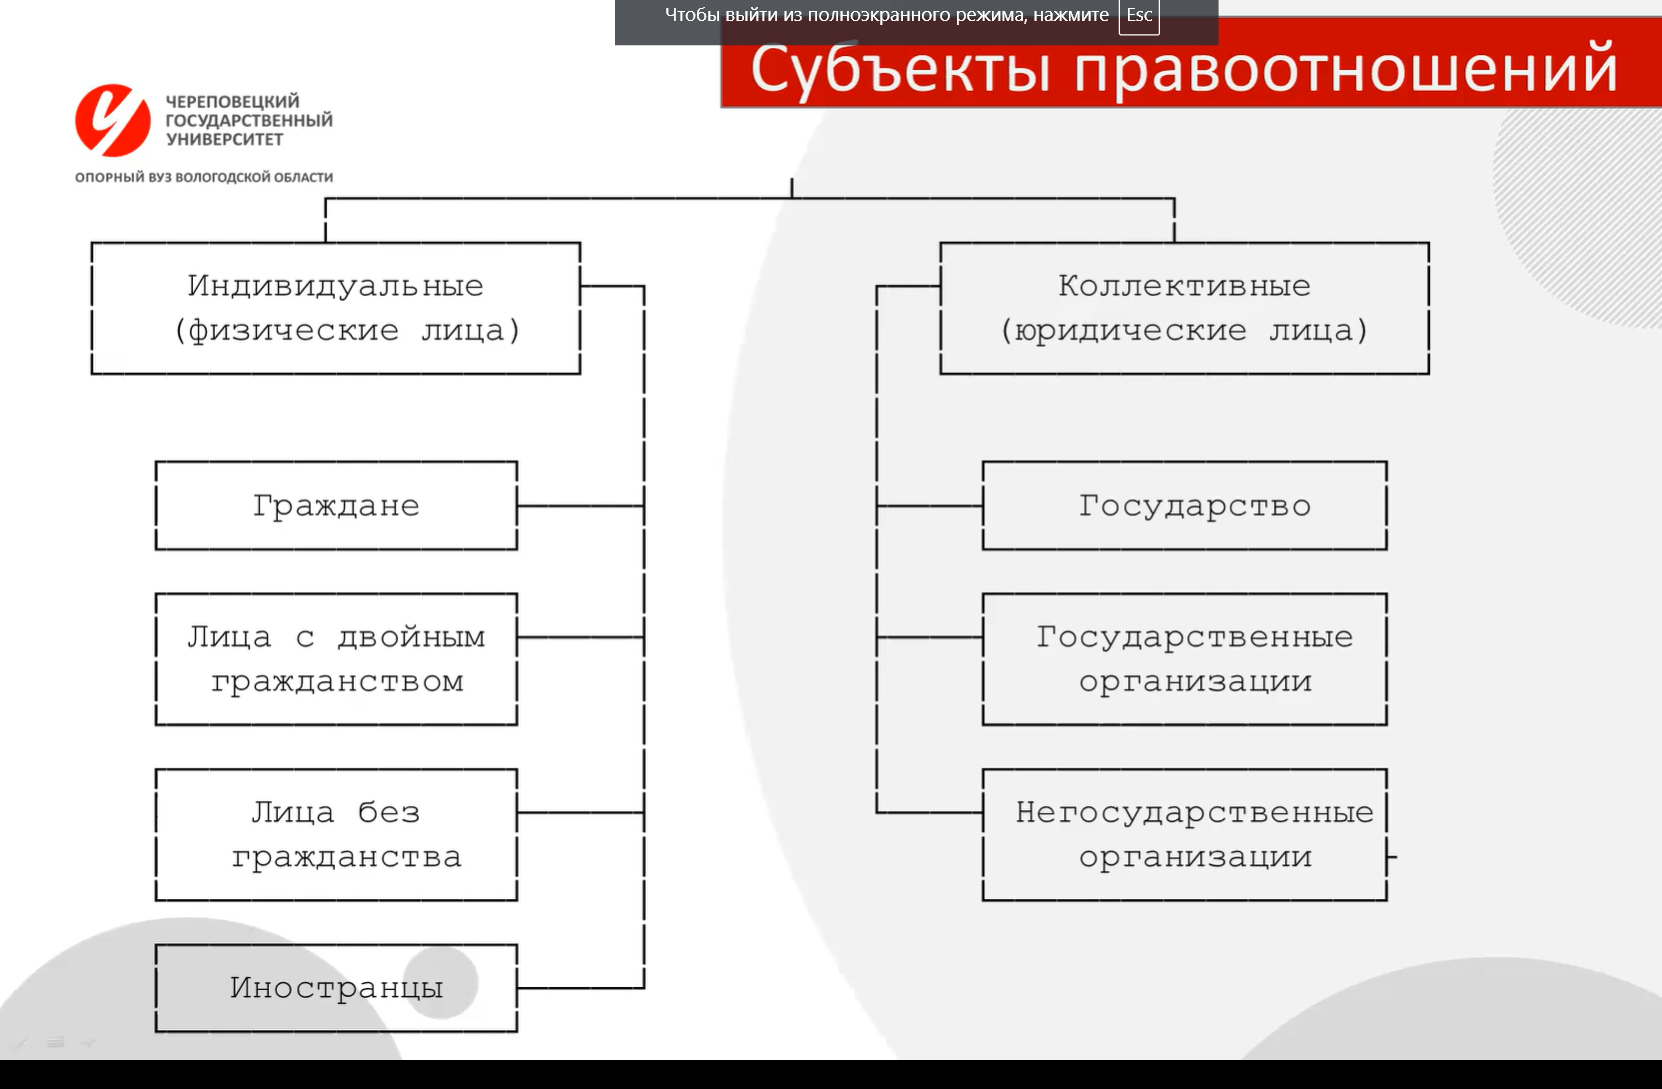 Чтобы выйти из полноэкранного режима, нажмите Esc
Субъекты правоотношений
ЧЕРЕПОВЕЦКИЙ
ГОСУДАРСТВЕННЫЙ
УНИВЕРСИТЕТ
ОПОРНЫЙ ВУЗ ВОЛОГОДСКОЙ ОБЛАСТИ
Индивидуальные
(физические лица)
Коллективные
(юридические лица)
Граждане
Государство
Лица с двойным
гражданством
Государственные
организации
Лица без
гражданства
Негосударственные
организации
Иностранцы